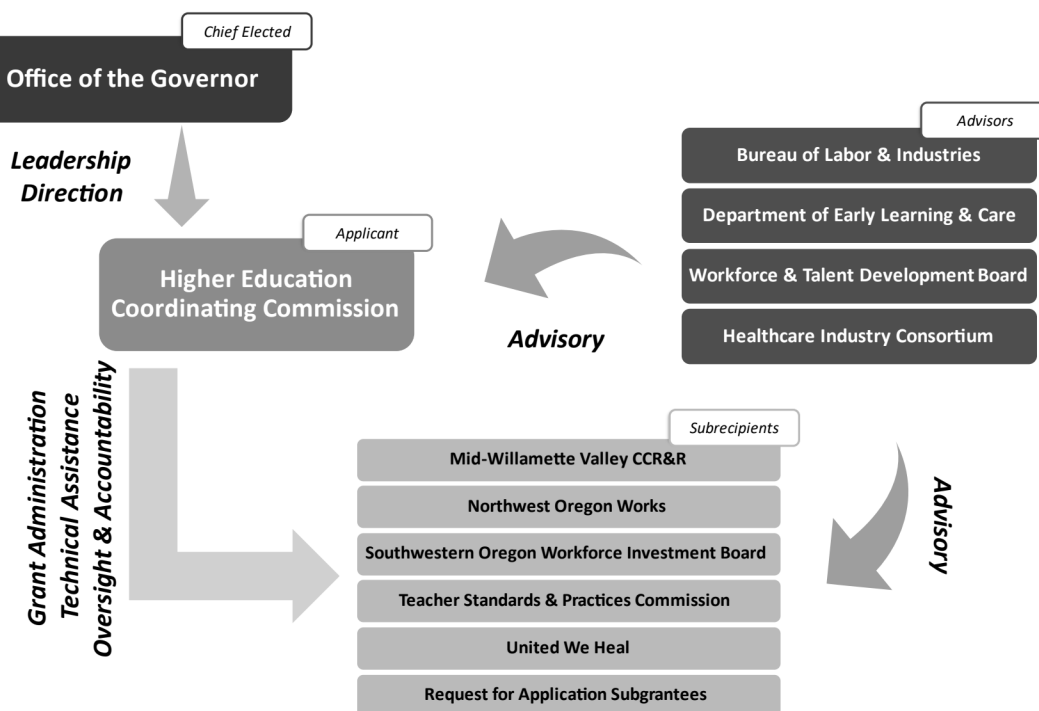 Chief Elected
Office of the Governor
Leadership
Direction
Applicant
Higher Education
Coordinating Commission
Advisors
Bureau of Labor & Industries
Department of Early Learning & Care
Workforce & Talent Development Board
Healthcare Industry Consortium
Advisory
Grant Administration
Technical Assistance
Oversight & Accountability
Subrecipients
Mid-Willamette Valley CCR&R
Northwest Oregon Works
Southwestern Oregon Workforce Investment Board
Teacher Standards & Practices Commission
United We Heal
Request for Application Subgrantees
Advisory